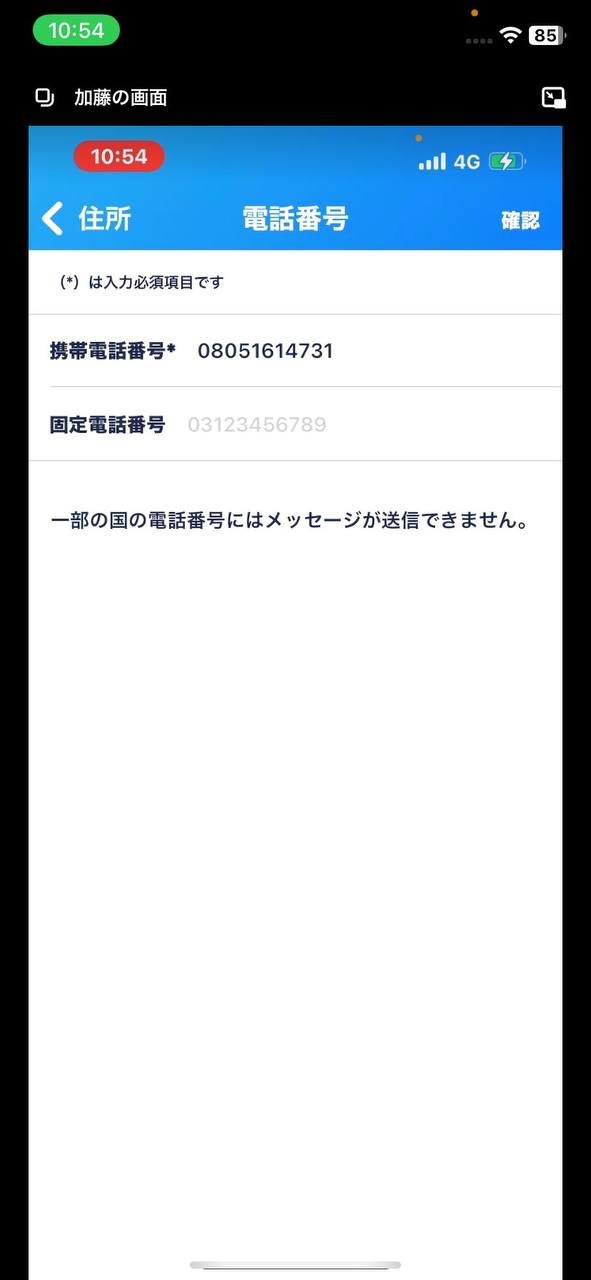 10:54
85
加藤の画面
10:54
4G
住所
電話番号
確認
（*）は入力必須項目です
携帯電話番号* 08051614731
固定電話番号 03123456789
一部の国の電話番号にはメッセージが送信できません。